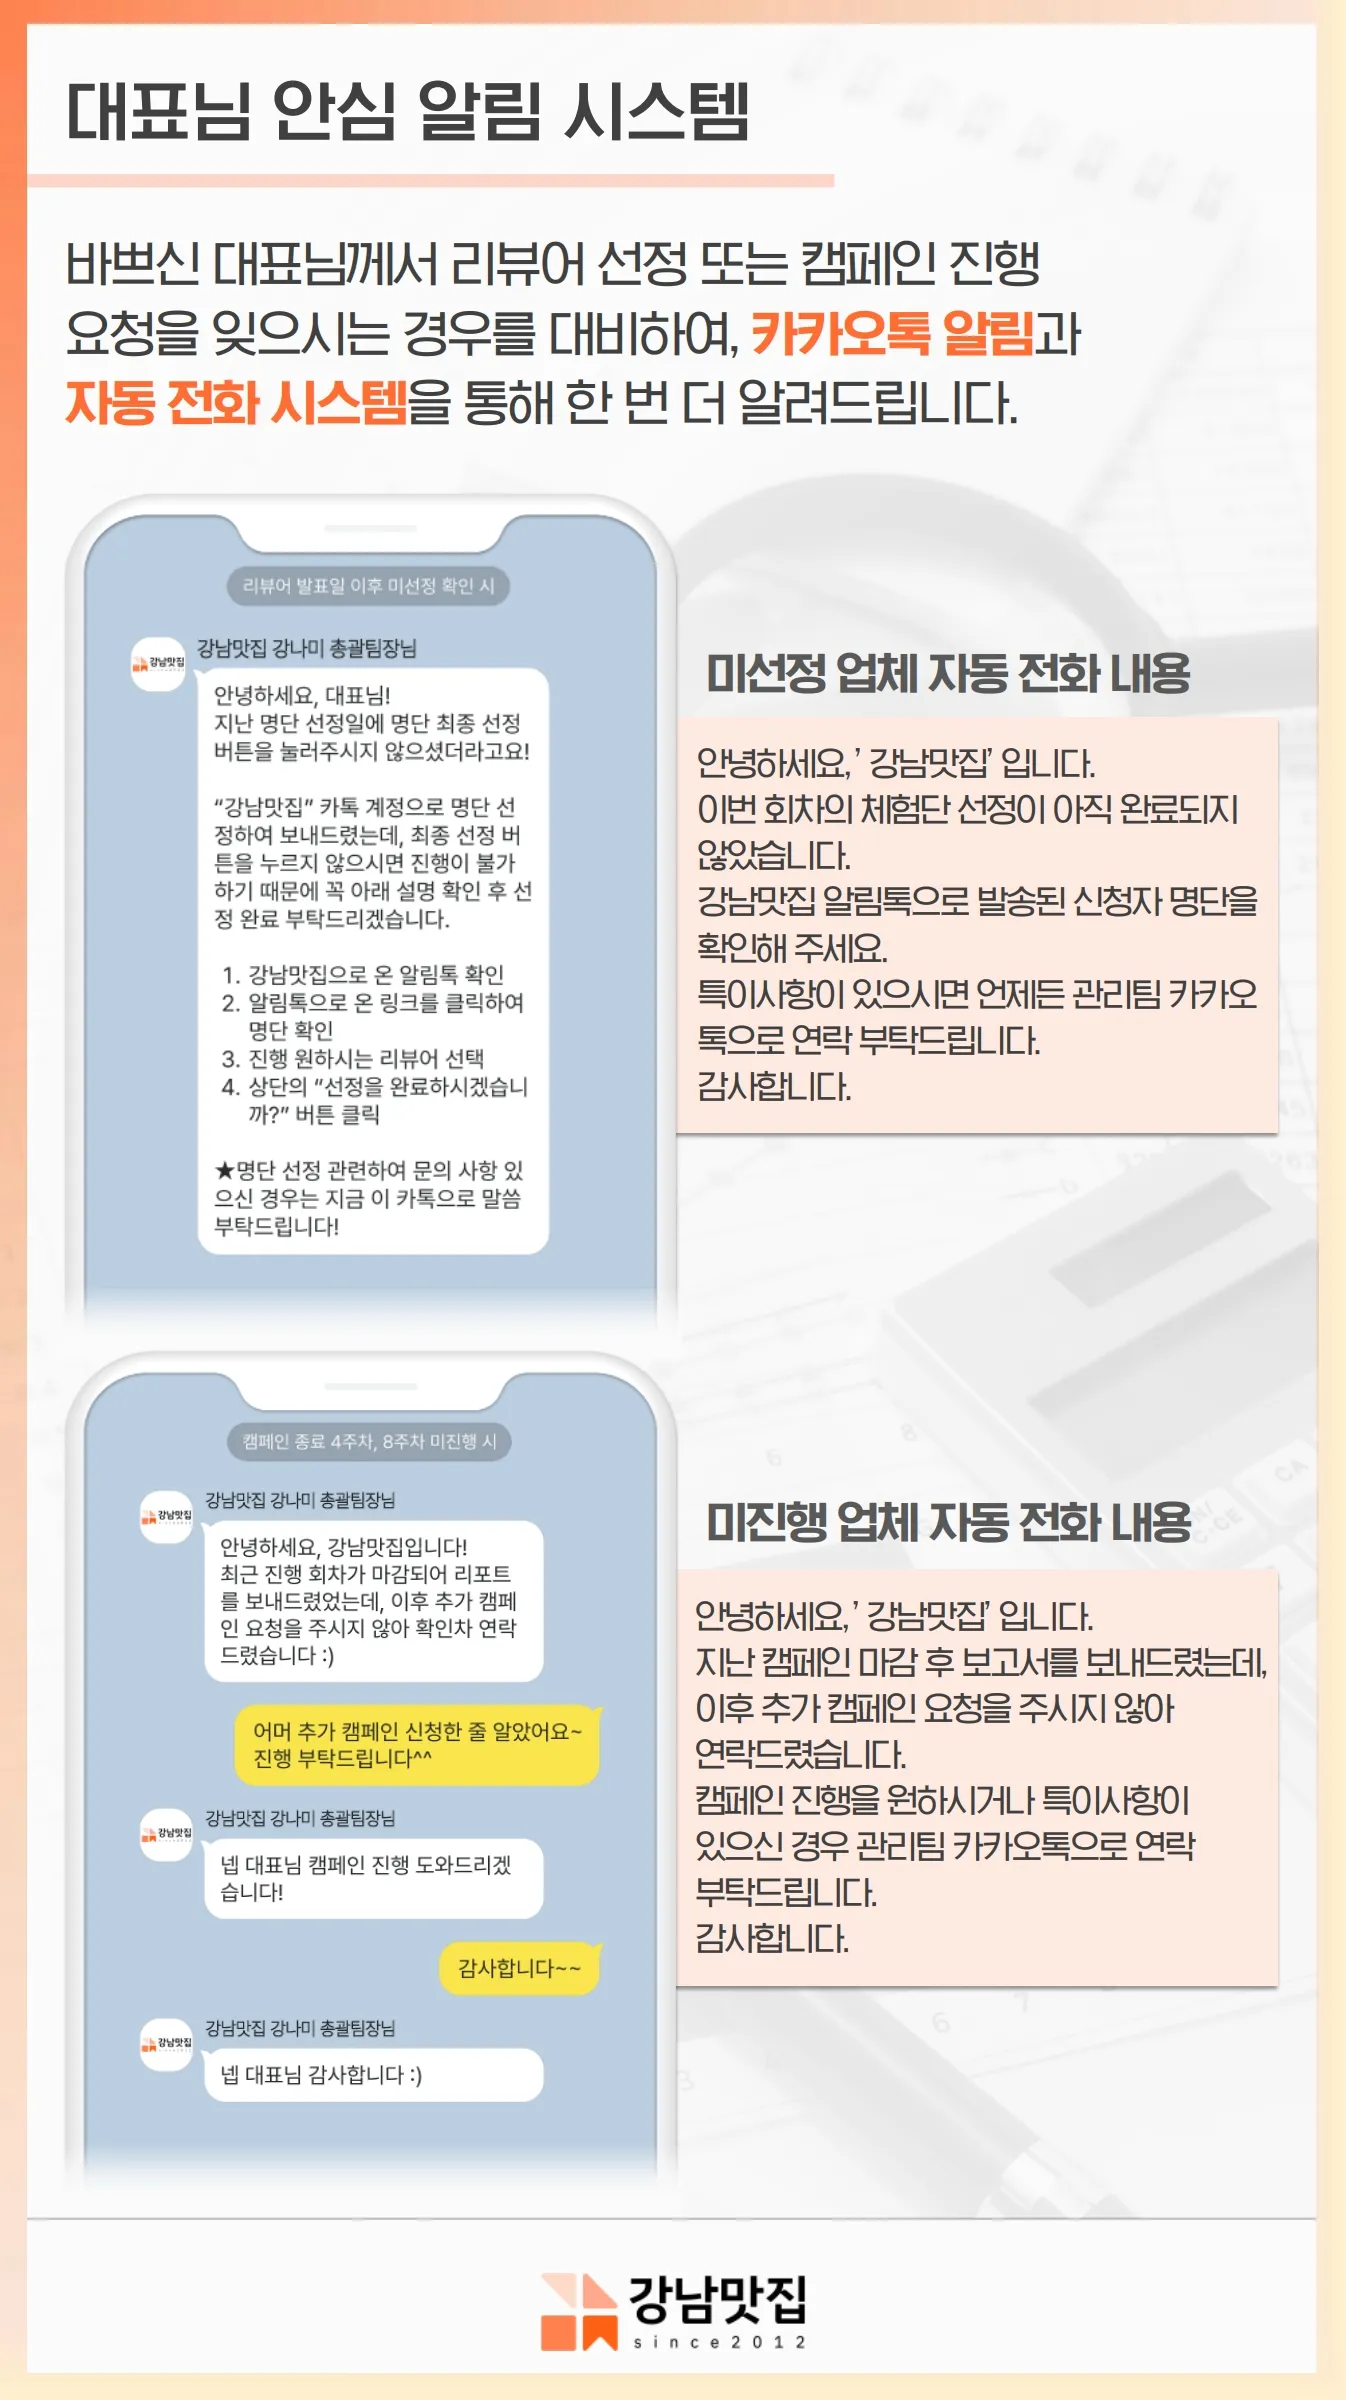 대표님 안심 알림 시스템
바쁘신 대표님께서 리뷰어 선정 또는 캠페인 진행
요청을 잊으시는 경우를 대비하여, 카카오톡 알림과
자동 전화 시스템을 통해 한 번 더 알려드립니다.
리뷰어 발표일 이후 미선정 확인 시
강남맛집
강남맛집 강나미 총괄팀장님
안녕하세요, 대표님!
지난 명단 선정일에 명단 최종 선정
버튼을 눌러주시지 않으셨더라고요!
“강남맛집” 카톡 계정으로 명단 선
정하여 보내드렸는데, 최종 선정 버
튼을 누르지 않으시면 진행이 불가
하기 때문에 꼭 아래 설명 확인 후 선
정 완료 부탁드리겠습니다.
1. 강남맛집으로 온 알림톡 확인
2. 알림톡으로 온 링크를 클릭하여
명단 확인
3. 진행 원하시는 리뷰어 선택
4. 상단의 “선정을 완료하시겠습니
까?” 버튼 클릭
★명단 선정 관련하여 문의 사항 있
으신 경우는 지금 이 카톡으로 말씀
부탁드립니다!
미선정 업체 자동 전화 내용
안녕하세요,’ 강남맛집’ 입니다.
이번 회차의 체험단 선정이 아직 완료되지
않았습니다.
강남맛집 알림톡으로 발송된 신청자 명단을
확인해 주세요.
특이사항이 있으시면 언제든 관리팀 카카오
톡으로 연락 부탁드립니다.
감사합니다.
캠페인 종료 4주차, 8주차 미진행 시
강남맛집
강남맛집 강나미 총괄팀장님
안녕하세요, 강남맛집입니다!
최근 진행 회차가 마감되어 리포트
를 보내드렸었는데, 이후 추가 캠페
인 요청을 주시지 않아 확인차 연락
드렸습니다 :)
어머 추가 캠페인 신청한 줄 알았어요~
진행 부탁드립니다^^
강남맛집
강남맛집 강나미 총괄팀장님
넵 대표님 캠페인 진행 도와드리겠
습니다!
감사합니다~~
강남맛집
강남맛집 강나미 총괄팀장님
넵 대표님 감사합니다 :)
미진행 업체 자동 전화 내용
안녕하세요,’ 강남맛집’ 입니다.
지난 캠페인 마감 후 보고서를 보내드렸는데,
이후 추가 캠페인 요청을 주시지 않아
연락드렸습니다.
캠페인 진행을 원하시거나 특이사항이
있으신 경우 관리팀 카카오톡으로 연락
부탁드립니다.
감사합니다.
강남맛집
since2012